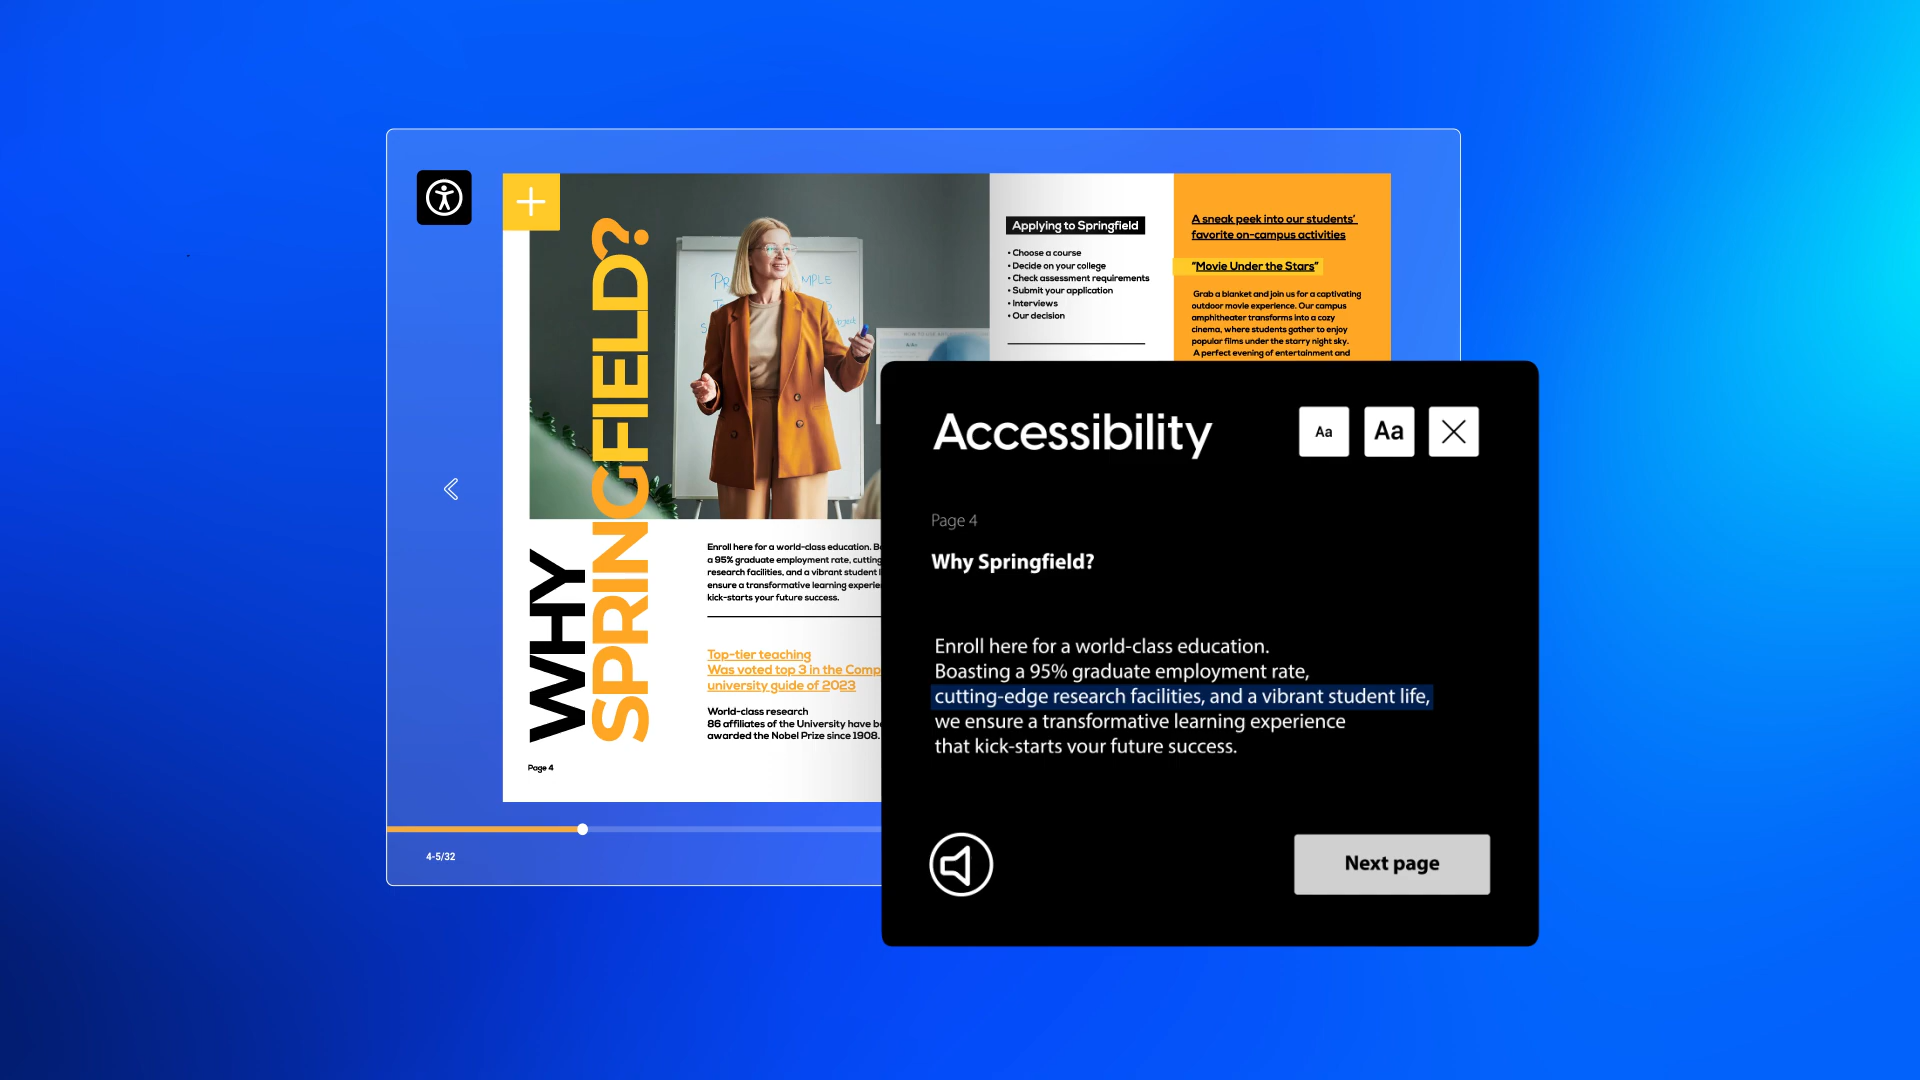 WHY
SPRINGFIELD?
Enroll here for a world-class education.
a 95% graduate employment rate, cutting
research facilities, and a vibrant student
ensure a transformative learning
kick-starts your future success.
Top-tier teaching
Was voted top 3 in the Comp
university guide of 2023
World-class research
86 affiliates of the University have
awarded the Nobel Prize since 1908.
Page 4
Applying to Springfield
• Choose a course
• Decide on your college
• Check assessment requirements
• Submit your application
• Interviews
• Our decision
A sneak peek into our students’
favorite on-campus activities
“Movie Under the Stars”
Grab a blanket and join us for a captivating
outdoor movie experience. Our campus
amphitheater transforms into a cozy
cinema, where students gather to enjoy
popular films under the starry night sky.
A perfect evening of entertainment and
4-5/32
Accessibility
Aa
Aa
Page 4
Why Springfield?
Enroll here for a world-class education.
Boasting a 95% graduate employment rate,
cutting-edge research facilities, and a vibrant student life,
we ensure a transformative learning experience
that kick-starts your future success.
Next page